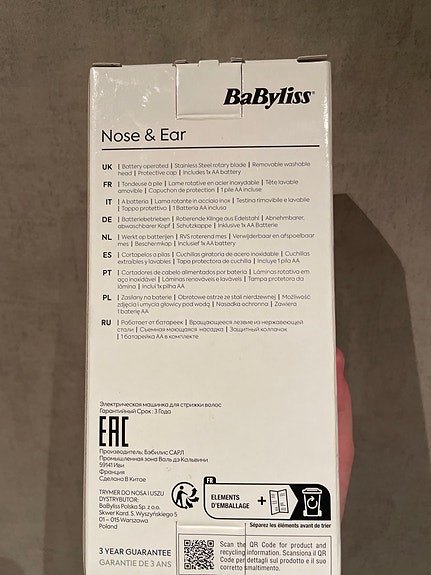 BaByliss®
Nose & Ear
UK | Battery operated | Stainless Steel rotary blade | Removable washable
head | Protective cap | Includes 1x AA battery
FR | Tondeuse à pile | Lame rotative en acier inoxydable | Tête lavable
amovible | Capuchon de protection | 1 pile AA incluse
IT | A batteria | Lame rotante in acciaio inox | Testina rimovibile e lavabile
| Tappo protettivo | 1 Batteria AA inclusa
DE | Batteriebetrieben | Rotierende Klinge aus Edelstahl | Abnehmbarer,
abwaschbarer Kopf | Schutzkappe | Inklusive 1x AA Batterie
NL | Werkt op batterijen | RVS roterend mes | Verwijderbaar en afspoelbaar
mes | Beschermkap | Inclusief 1x AA battery
ES | Cortapelos a pilas | Cuchillas giratoria de acero inoxidable | Cuchillas
extraibles y lavables | Tapa protectora de cuchilla | Incluye 1 pila AA
PT | Cortadores de cabelo alimentados por bateria | Lâminas rotativa em
aço inoxidável | Lâminas removíveis e laváveis | Tampa protetora da
lâmina | Inclui 1x pilha AA
PL | Zasilany na baterie | Obrotowe ostrze ze stali nierdzewnej | Możliwość
zdjęcia i umycia głowicy pod wodą | Nasadka ochronna | Zawiera
1 baterię AA
RU | Работает от батареек | Вращающееся лезвие из нержавеющей
стали | Съемная моющаяся насадка | Защитный колпачок
| 1 батарейка AA в комплекте
Электрическая машинка для стрижки волос
Гарантийный Срок : 3 Года
EAC
Производитель: Бэбилис САРЛ
Промышленная зона Валь дэ Кальвини
59141 Иви
Франция
Сделано В Китае
TRYMER DO NOSA I USZU
DYSTRYBUTOR:
BaByliss Polska Sp. z o.o.
Skwer Kard. S. Wyszyńskiego 5
01 – 015 Warszawa
Poland
FR
ELEMENTS
D'EMBALLAGE
+
Séparez les éléments avant de trier
3 YEAR GUARANTEE
GARANTIE DE 3 ANS
Scan the QR Code for product and
recycling information. Scansiona il QR
Code per dettagli sul prodotto e il suo
corretto smaltimento.